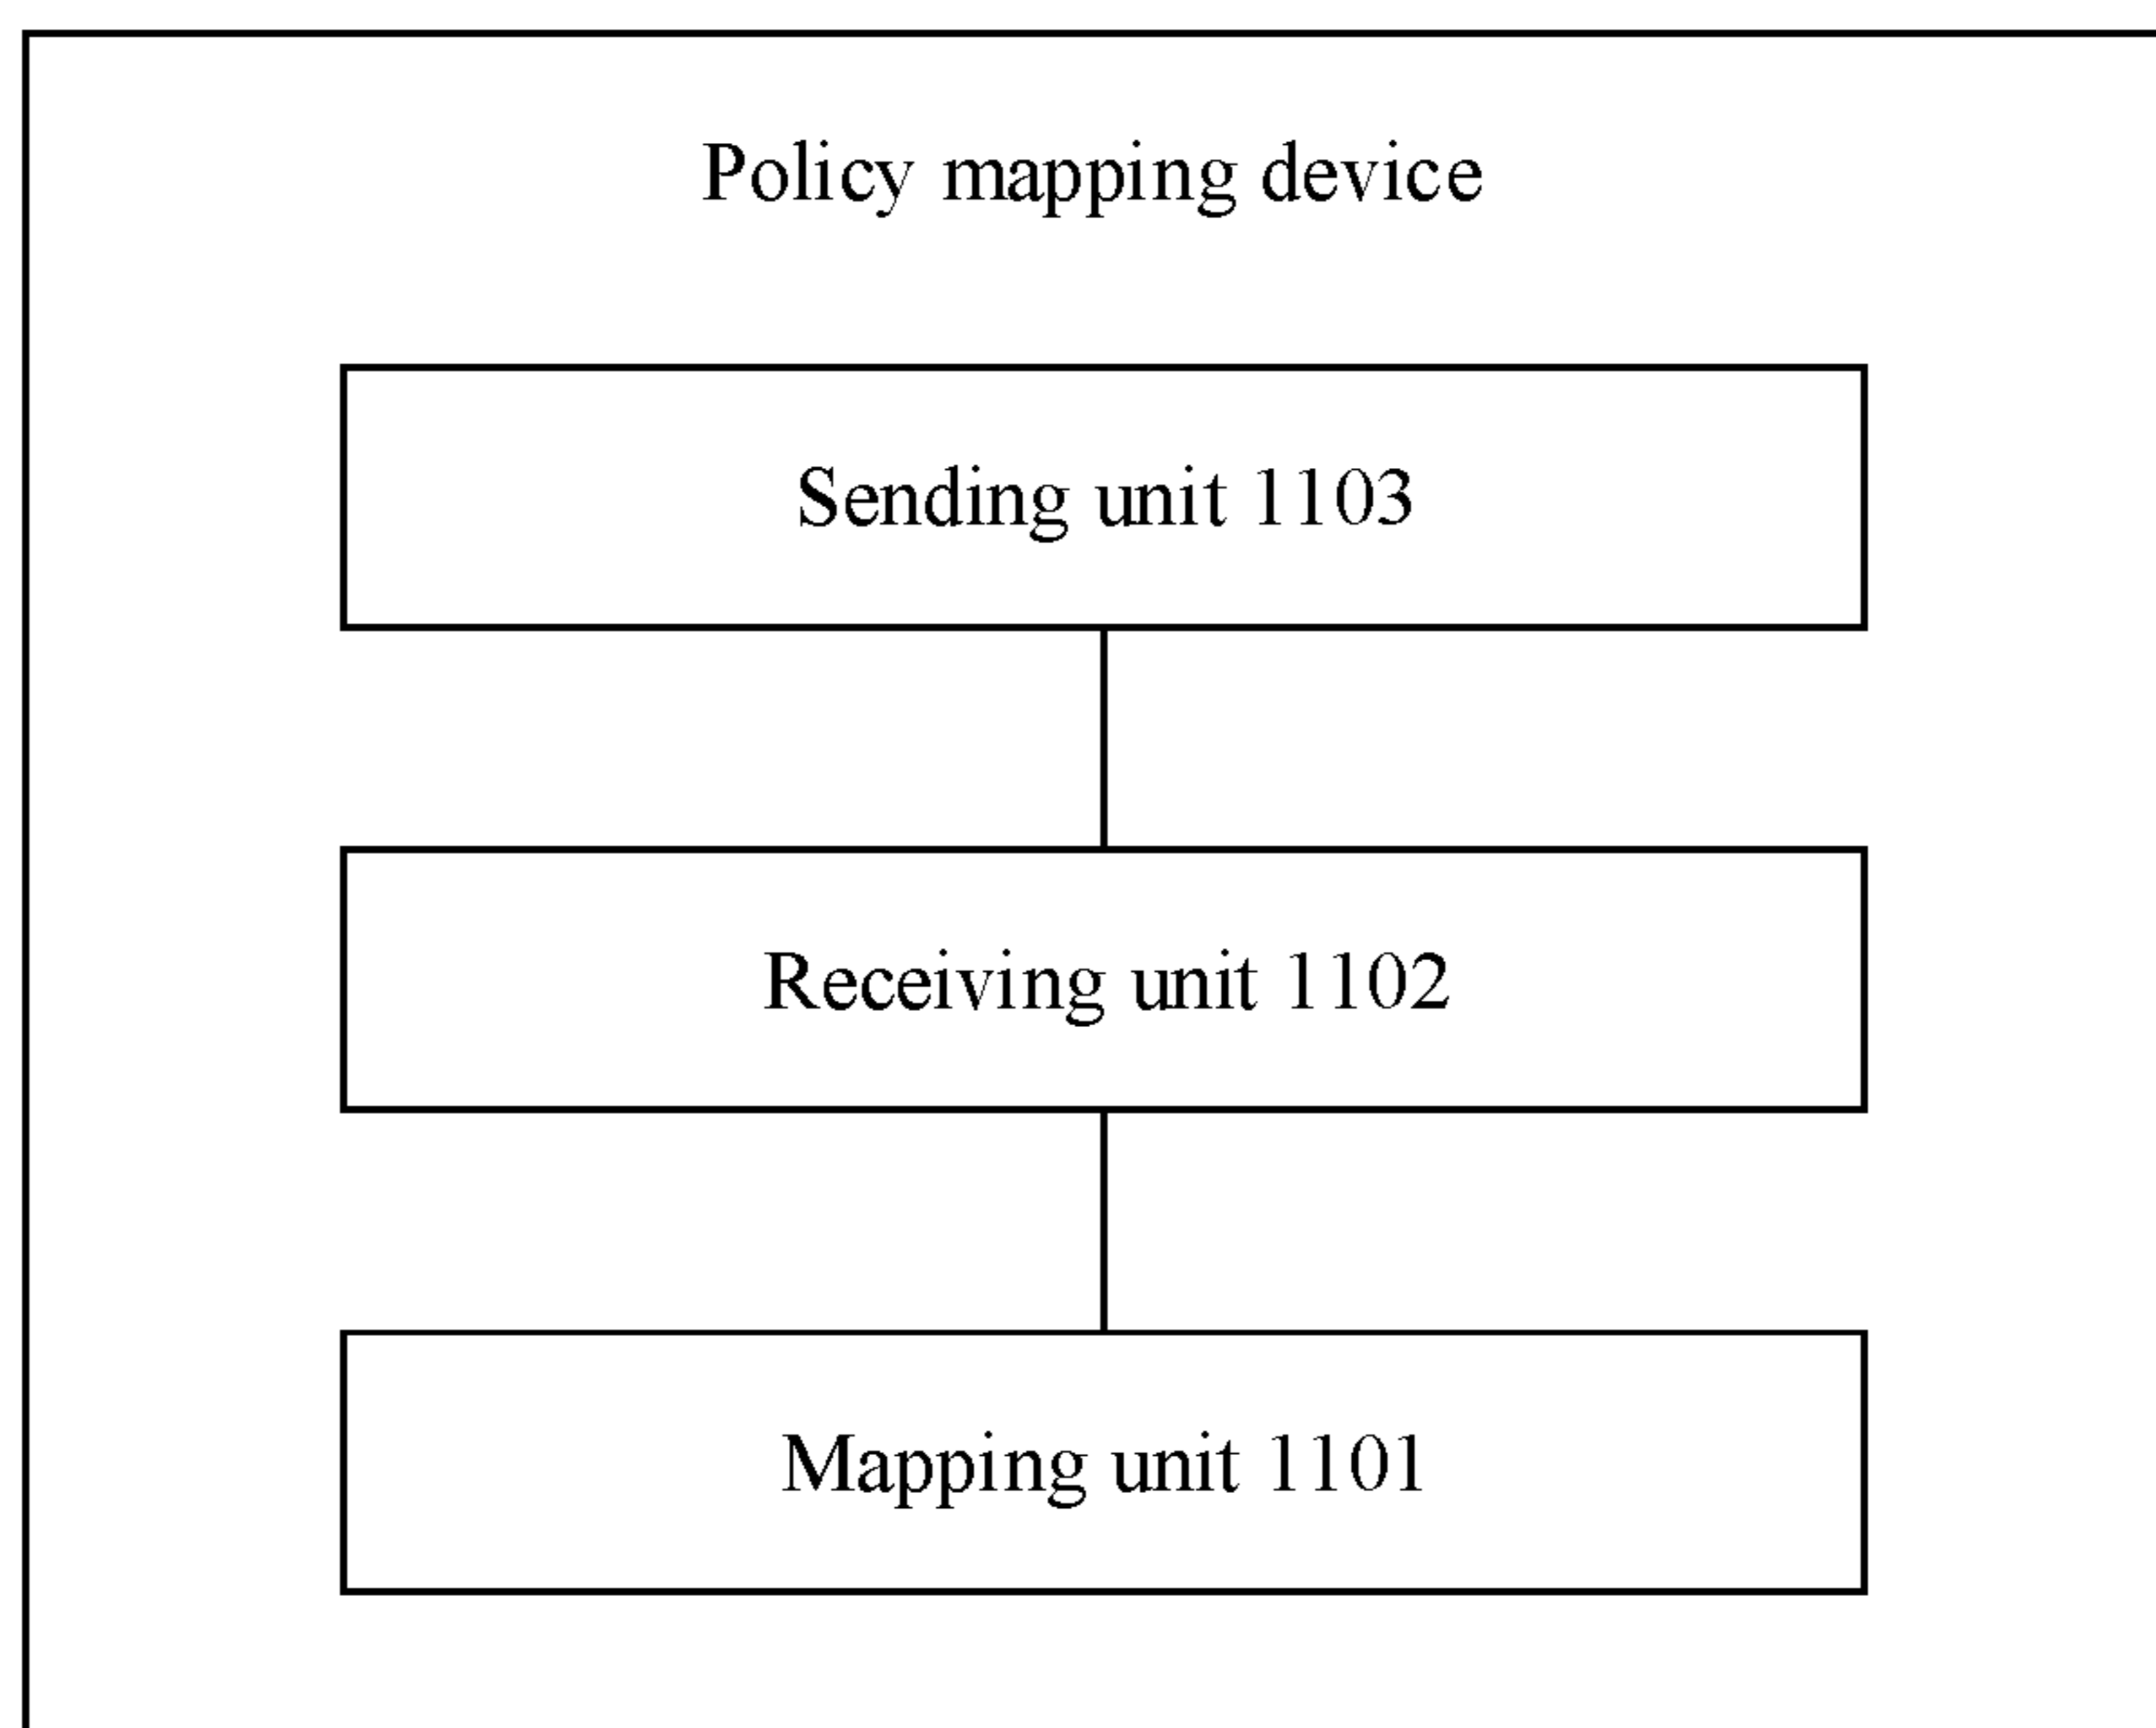 Policy mapping device
Sending unit 1103
Receiving unit 1102
Mapping unit 1101